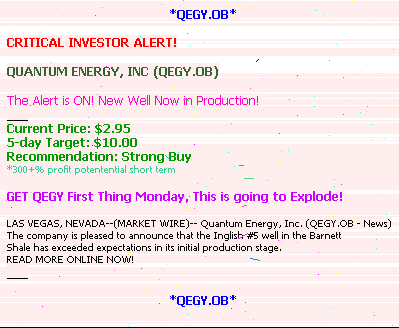 *QEGY.OB*
CRITICAL INVESTOR ALERT!
QUANTUM ENERGY, INC (QEGY.OB)
The Alert is ON! New Well Now in Production!
Current Price: $2.95
5-day Target: $10.00
Recommendation: Strong Buy
*300+% profit potentential short term
GET QEGY First Thing Monday, This is going to Explode!
LAS VEGAS, NEVADA--(MARKET WIRE)-- Quantum Energy, Inc. (QEGY.OB - News)
The company is pleased to announce that the Inglish #5 well in the Barnett
Shale has exceeded expectations in its initial production stage.
READ MORE ONLINE NOW!
*QEGY.OB*